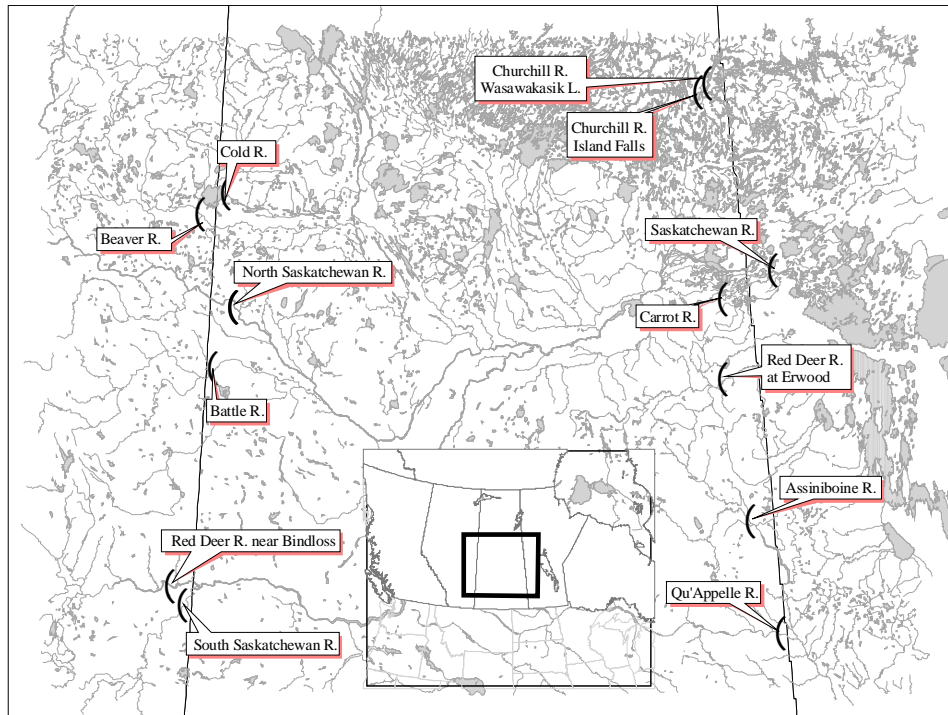 Churchill R.
Wasawakasik L.
Churchill R.
Island Falls
Cold R.
Beaver R.
Saskatchewan R.
North Saskatchewan R.
Carrot R.
Red Deer R.
at Erwood
Battle R.
Assiniboine R.
Red Deer R. near Bindloss
Qu'Appelle R.
South Saskatchewan R.